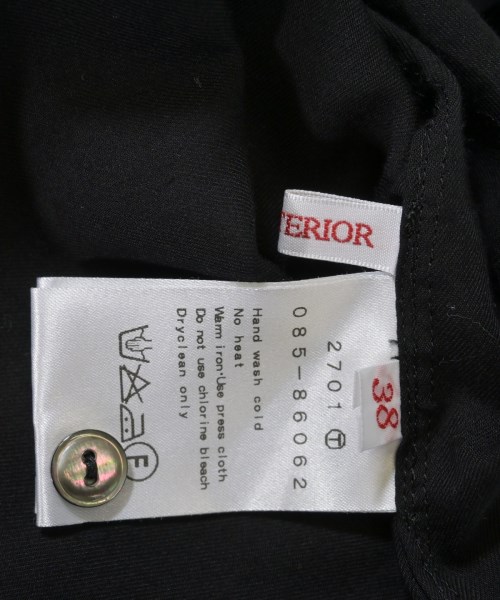 TERIOR
38
2701 T
085-86062
Hand wash cold
No heat
Warm iron·Use press cloth
Do not use chlorine bleach
Dryclean only
F